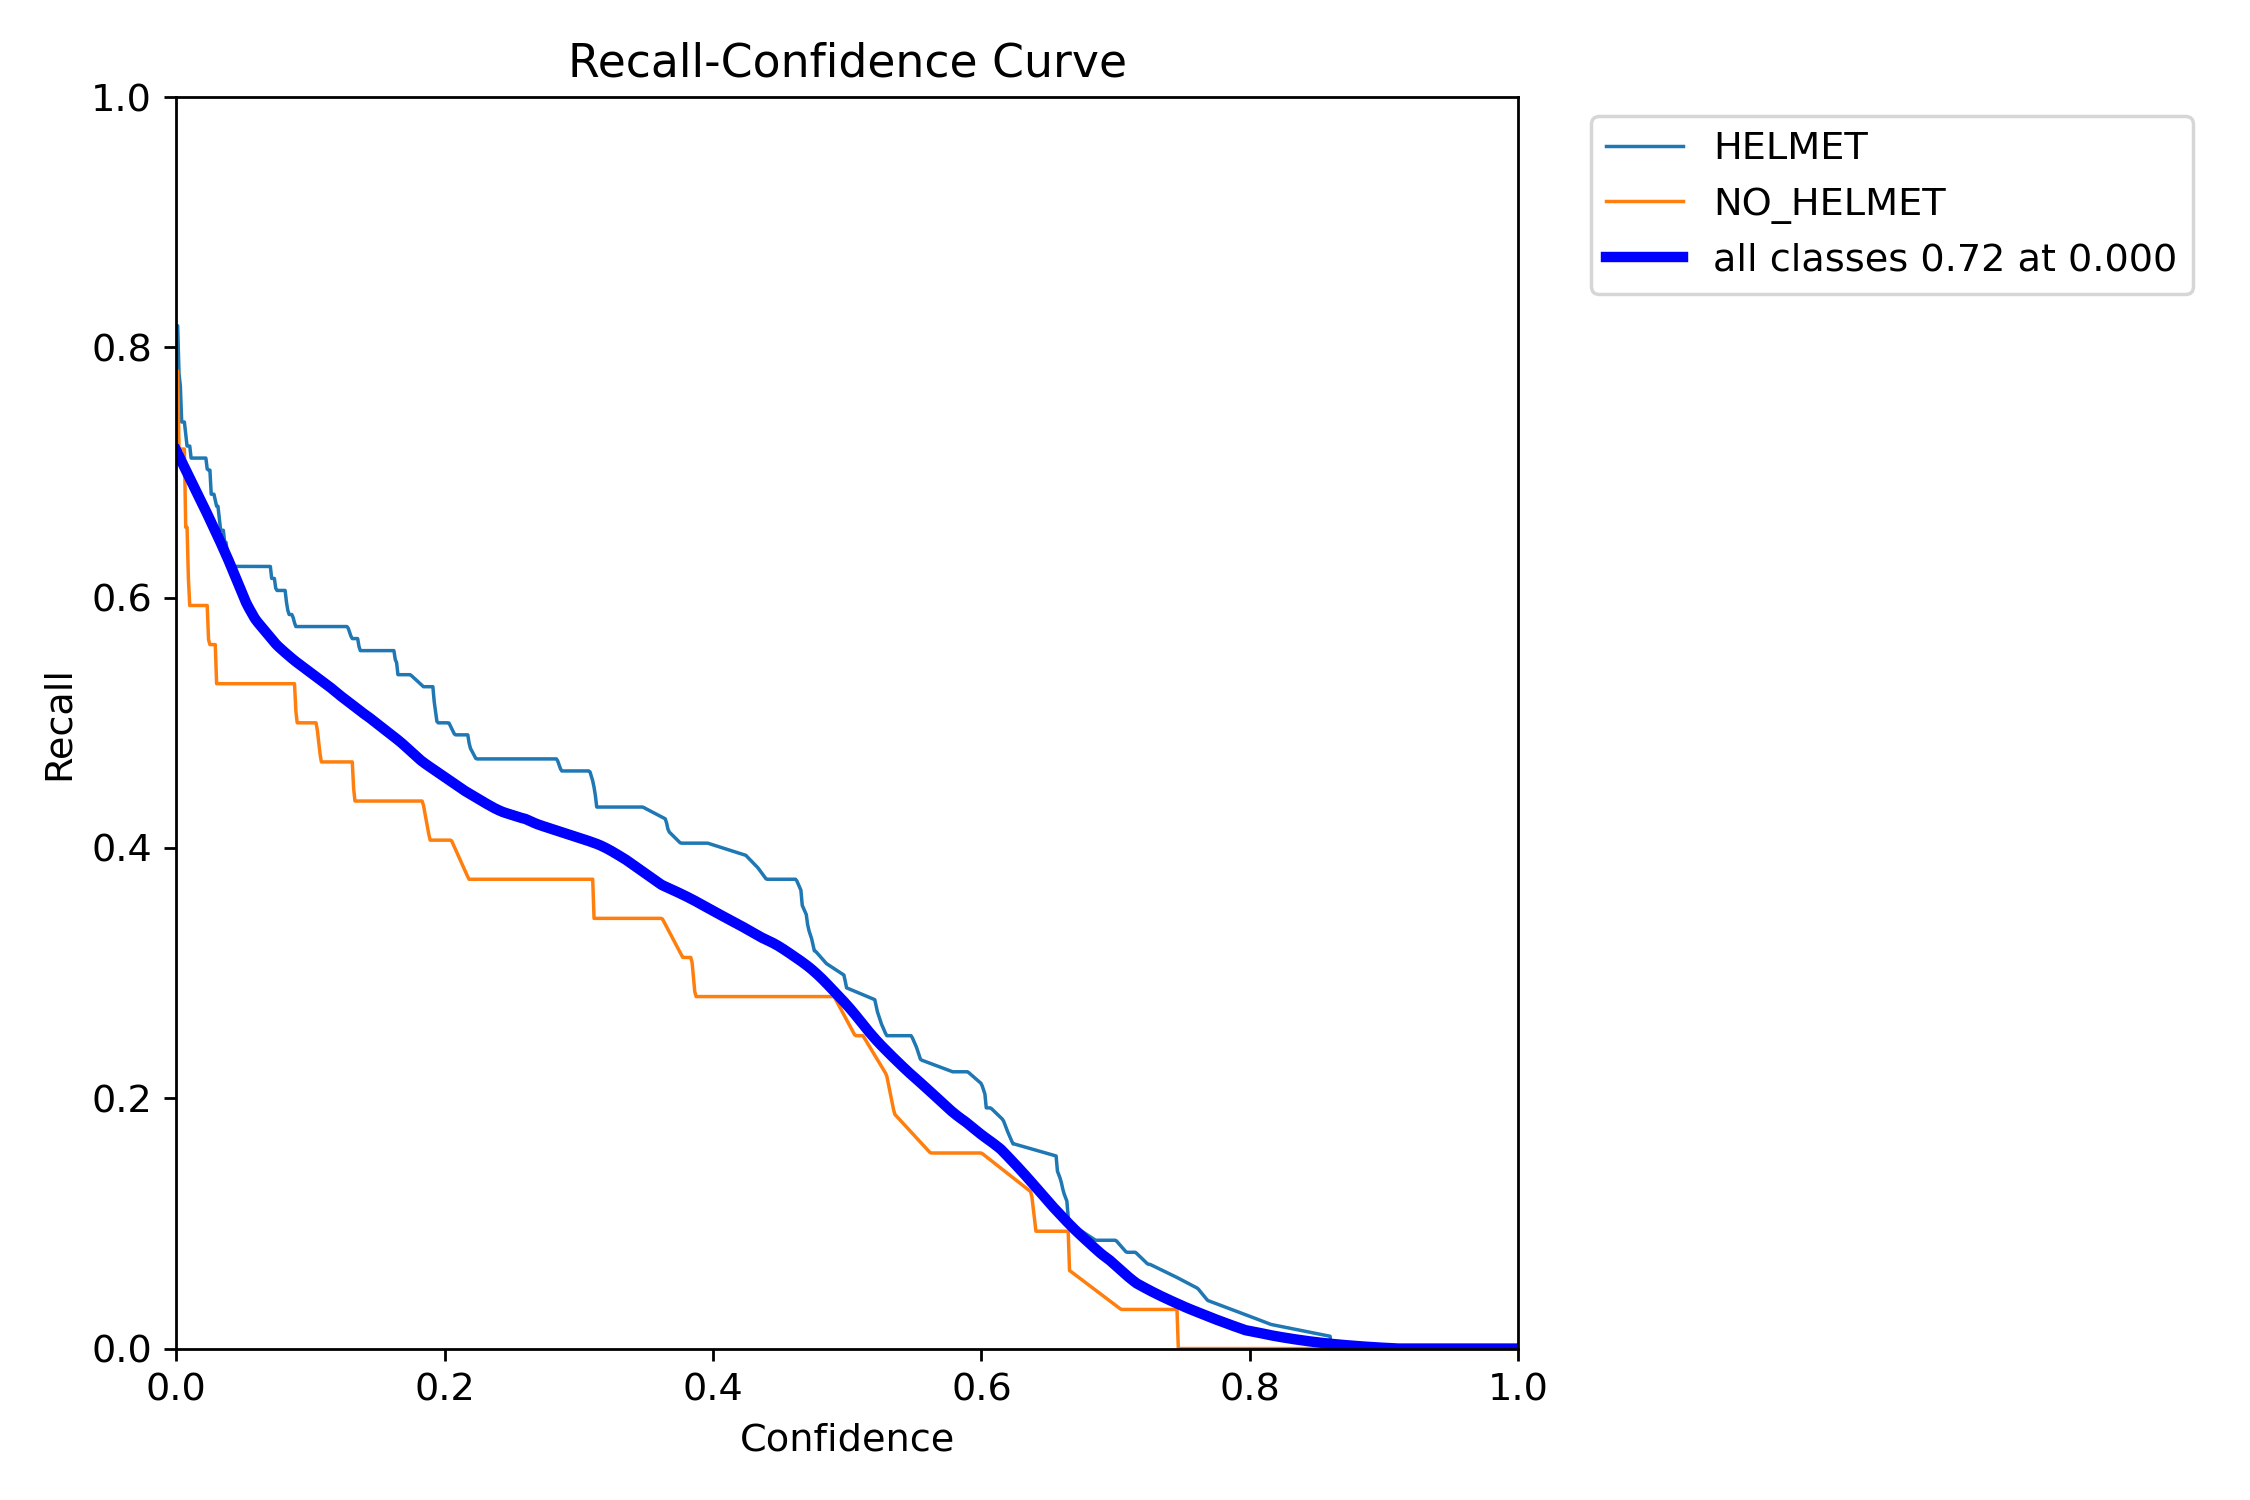 Recall-Confidence Curve
1.0
0.8
0.6
0.4
0.2
0.0
Recall
0.0 0.2 0.4 0.6 0.8 1.0
Confidence
HELMET
NO_HELMET
all classes 0.72 at 0.000